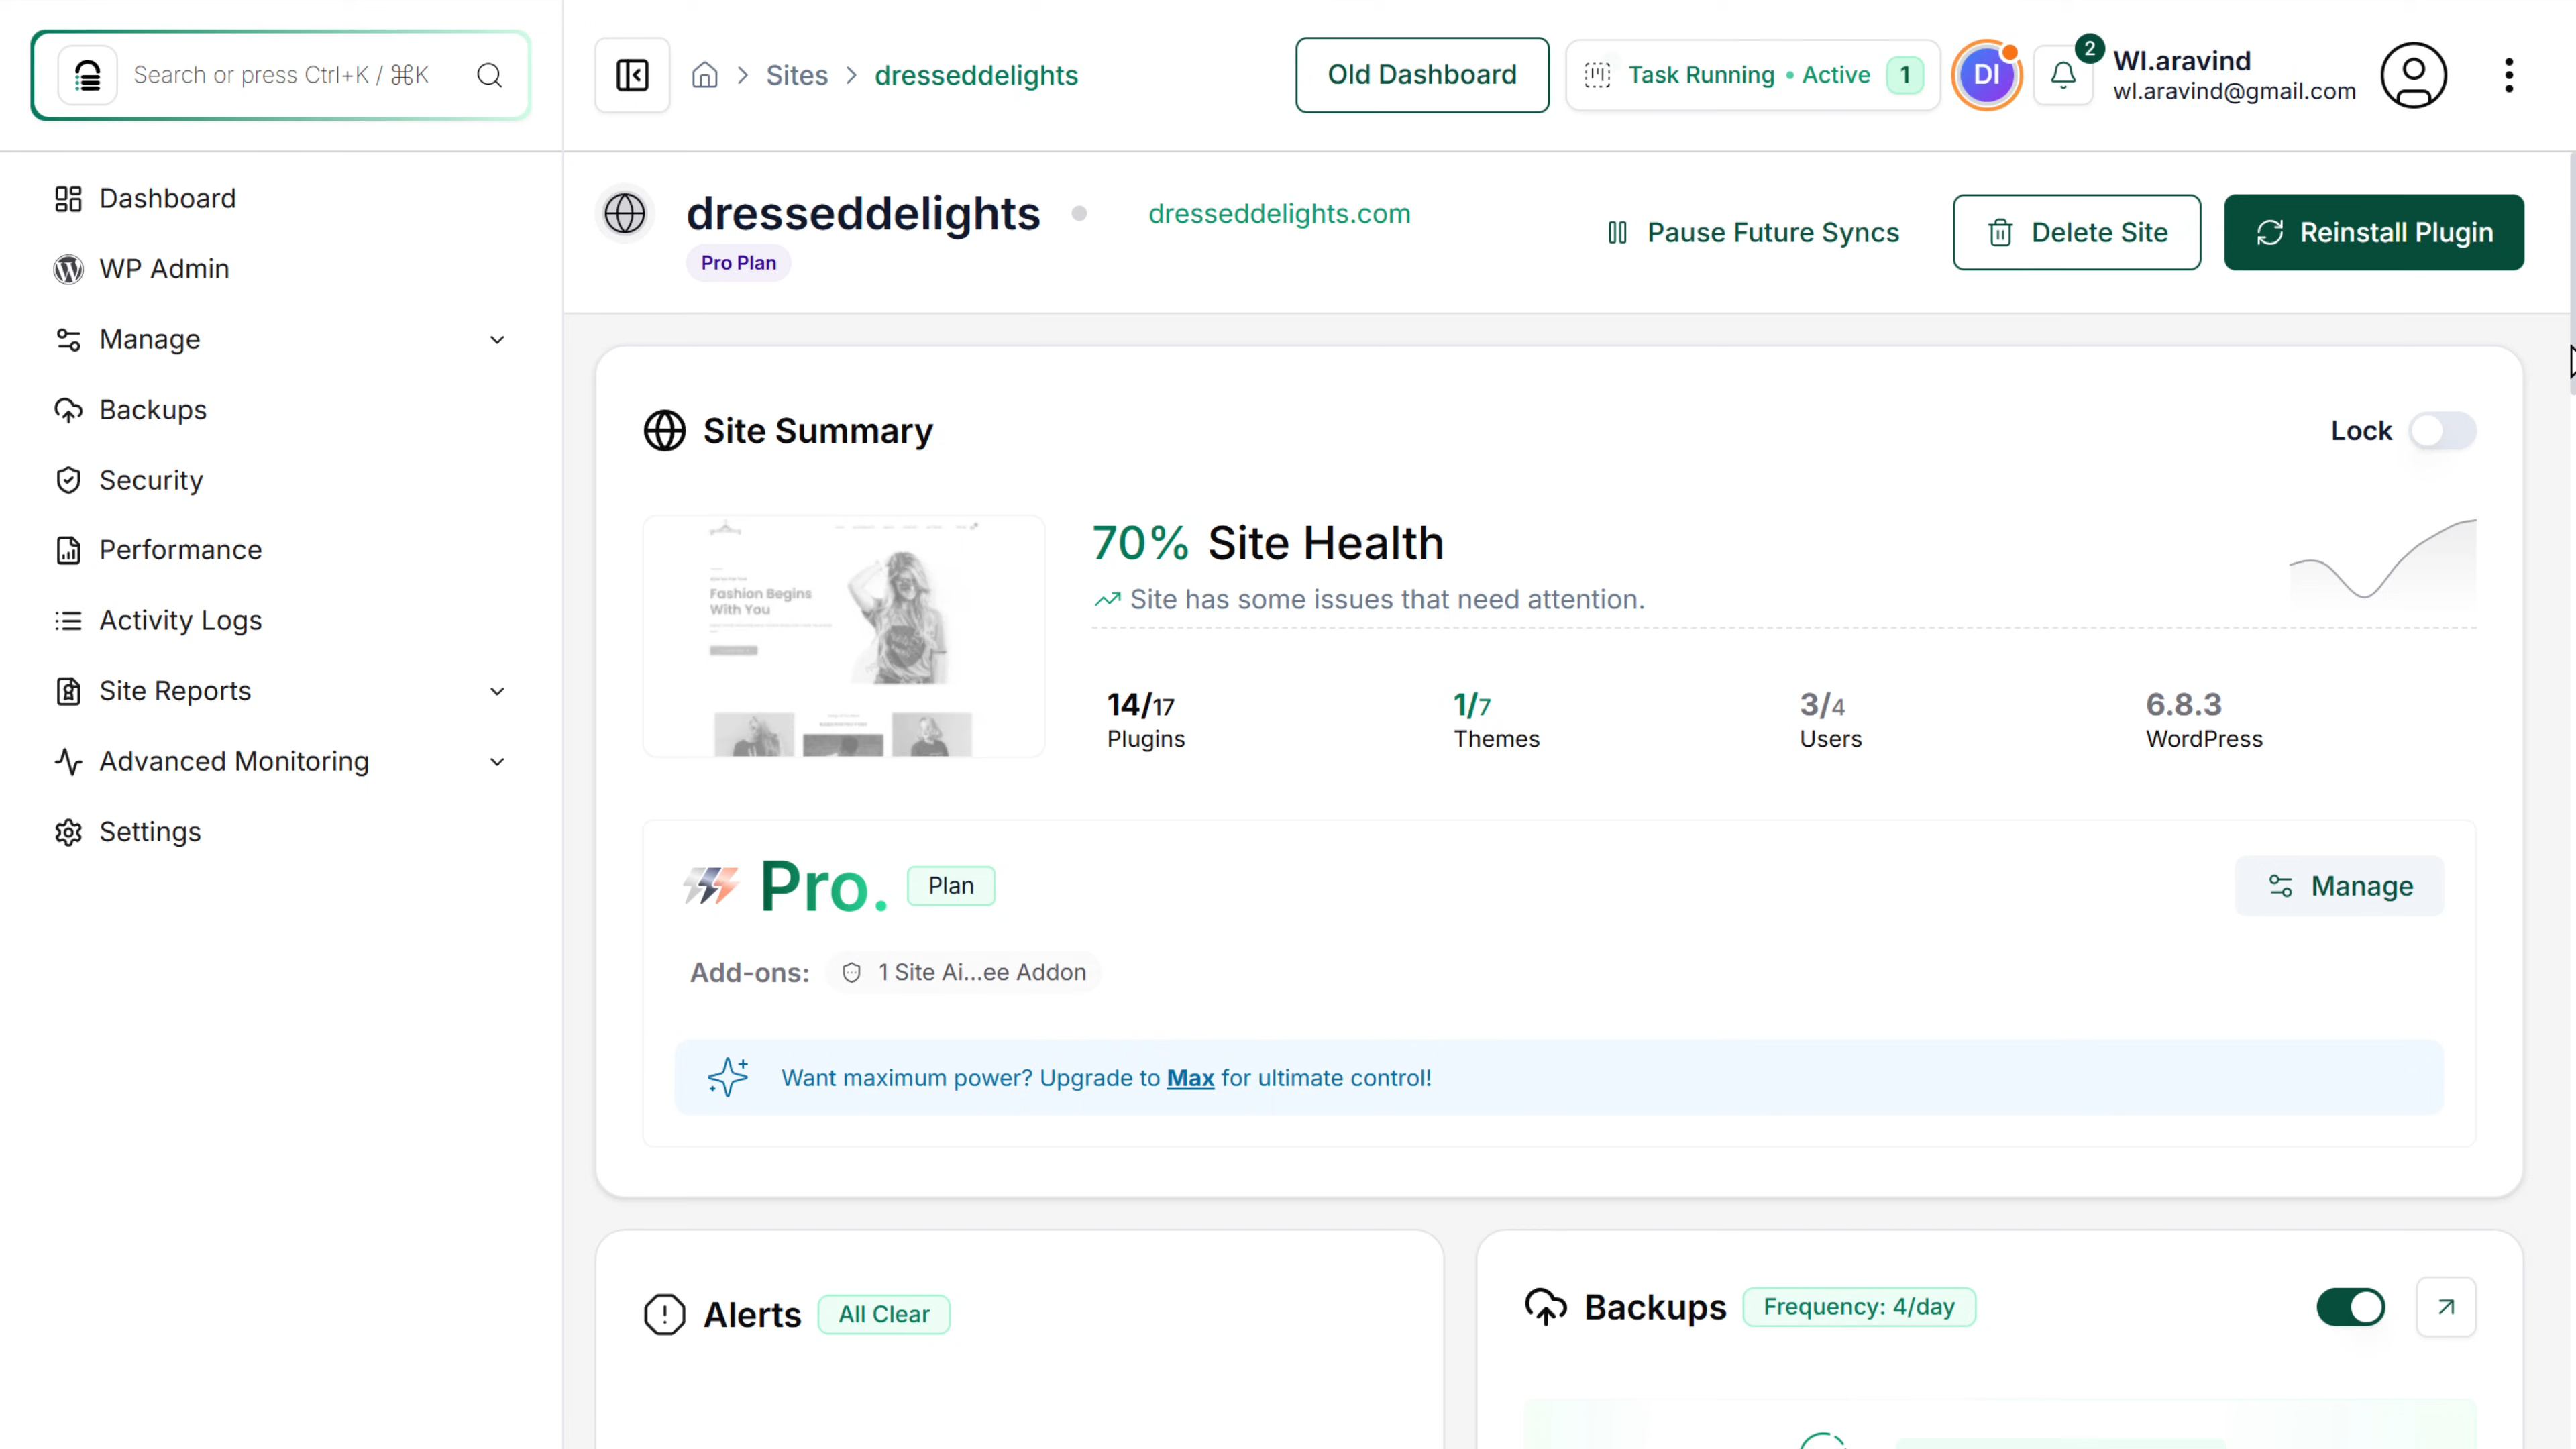 Search or press Ctrl+K / ⌘K
Sites
dresseddelights
Old Dashboard
Task Running • Active 1
DI
2
Wl.aravind
wl.aravind@gmail.com
Dashboard
WP Admin
Manage
Backups
Security
Performance
Activity Logs
Site Reports
Advanced Monitoring
Settings
dresseddelights
dresseddelights.com
Pro Plan
Pause Future Syncs
Delete Site
Reinstall Plugin
Site Summary
Lock
Fashion Begins
With You
70% Site Health
Site has some issues that need attention.
14/17
Plugins
1/7
Themes
3/4
Users
6.8.3
WordPress
Pro. Plan
Manage
Add-ons: 1 Site Ai...ee Addon
Want maximum power? Upgrade to Max for ultimate control!
Alerts All Clear
Backups Frequency: 4/day